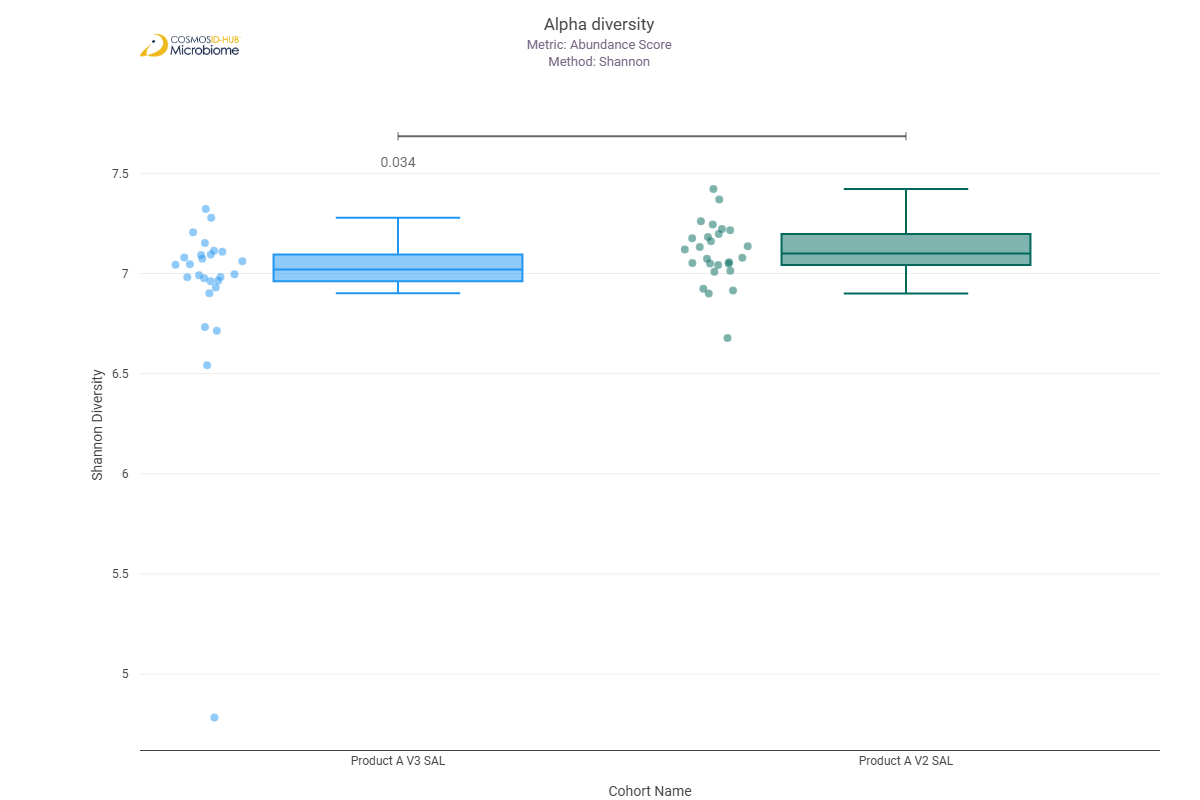 Alpha diversity
Metric: Abundance Score
Method: Shannon
COSMOSID-HUB
Microbiome
0.034
7.5
7
6.5
6
5.5
5
Shannon Diversity
Product A V3 SAL
Product A V2 SAL
Cohort Name